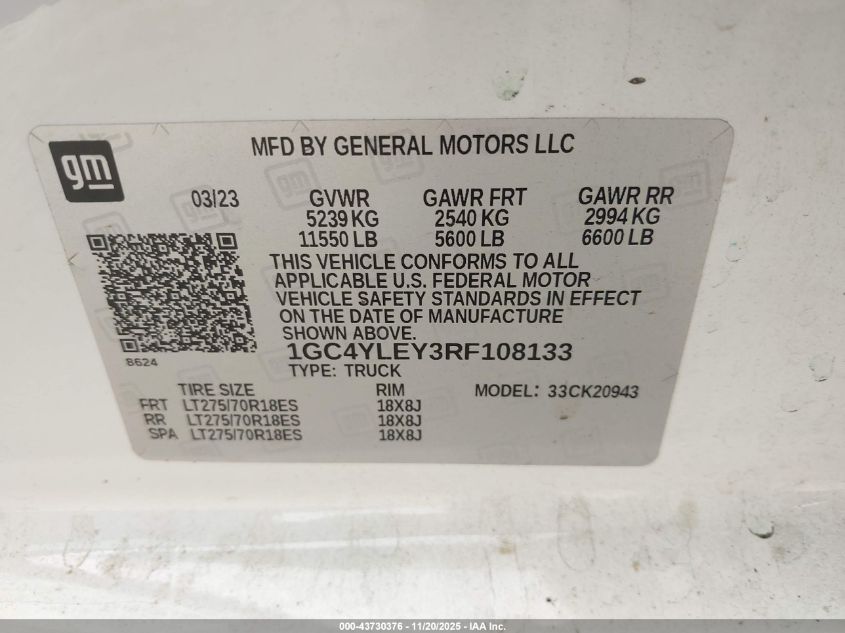 gm
MFD BY GENERAL MOTORS LLC
03/23 GVWR GAWR FRT GAWR RR
5239 KG 2540 KG 2994 KG
11550 LB 5600 LB 6600 LB
THIS VEHICLE CONFORMS TO ALL
APPLICABLE U.S. FEDERAL MOTOR
VEHICLE SAFETY STANDARDS IN EFFECT
ON THE DATE OF MANUFACTURE
SHOWN ABOVE.
8624
1GC4YLEY3RF108133
TYPE: TRUCK
TIRE SIZE RIM MODEL: 33CK20943
FRT LT275/70R18ES 18X8J
RR LT275/70R18ES 18X8J
SPA LT275/70R18ES 18X8J
000-43730376 - 11/20/2025 - IAA Inc.